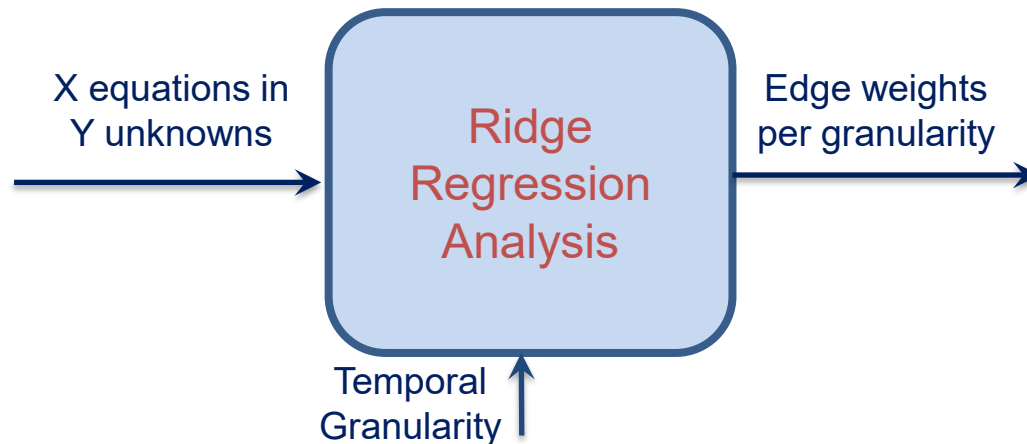 X equations in
Y unknowns
Ridge
Regression
Analysis
Edge weights
per granularity
Temporal
Granularity